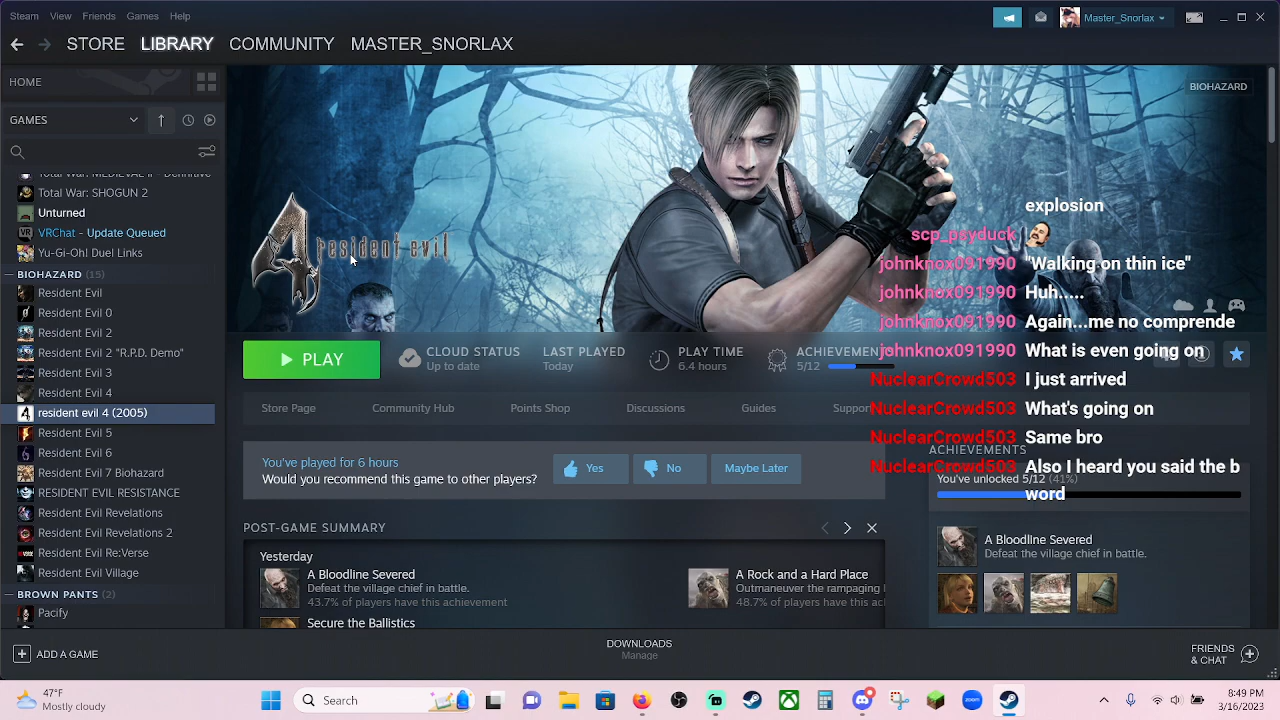 Steam View Friends Games Help
Master_Snorlax
STORE LIBRARY COMMUNITY MASTER_SNORLAX
HOME
GAMES
Total War: SHOGUN 2
Unturned
VRChat - Update Queued
Yu-Gi-Oh! Duel Links
BIOHAZARD (15)
Resident Evil
Resident Evil 0
Resident Evil 2
Resident Evil 2 "R.P.D. Demo"
Resident Evil 3
Resident Evil 4
resident evil 4 (2005)
Resident Evil 5
Resident Evil 6
Resident Evil 7 Biohazard
RESIDENT EVIL RESISTANCE
Resident Evil Revelations
Resident Evil Revelations 2
Resident Evil Re:Verse
Resident Evil Village
BROWN PANTS (2)
Pacify
ADD A GAME
BIOHAZARD
4 resident evil
explosion
scp_psyduck
johnknox091990 "Walking on thin ice"
johnknox091990 Huh.....
johnknox091990 Again...me no comprende
johnknox091990 What is even going on
NuclearCrowd503 I just arrived
NuclearCrowd503 What's going on
NuclearCrowd503 Same bro
NuclearCrowd503 Also I heard you said the b
word
PLAY
CLOUD STATUS
Up to date
LAST PLAYED
Today
PLAY TIME
6.4 hours
ACHIEVEMENTS
5/12
Store Page Community Hub Points Shop Discussions Guides Support
You've played for 6 hours
Would you recommend this game to other players?
Yes No Maybe Later
POST-GAME SUMMARY
Yesterday
A Bloodline Severed
Defeat the village chief in battle.
43.7% of players have this achievement
Secure the Ballistics
A Rock and a Hard Place
Outmaneuver the rampaging
48.7% of players have this ac
ACHIEVEMENTS
You've unlocked 5/12 (41%)
A Bloodline Severed
Defeat the village chief in battle.
DOWNLOADS
Manage
FRIENDS
& CHAT
47°F
Mostly cloudy
Search
zoom
3:49 PM
3/16/2023